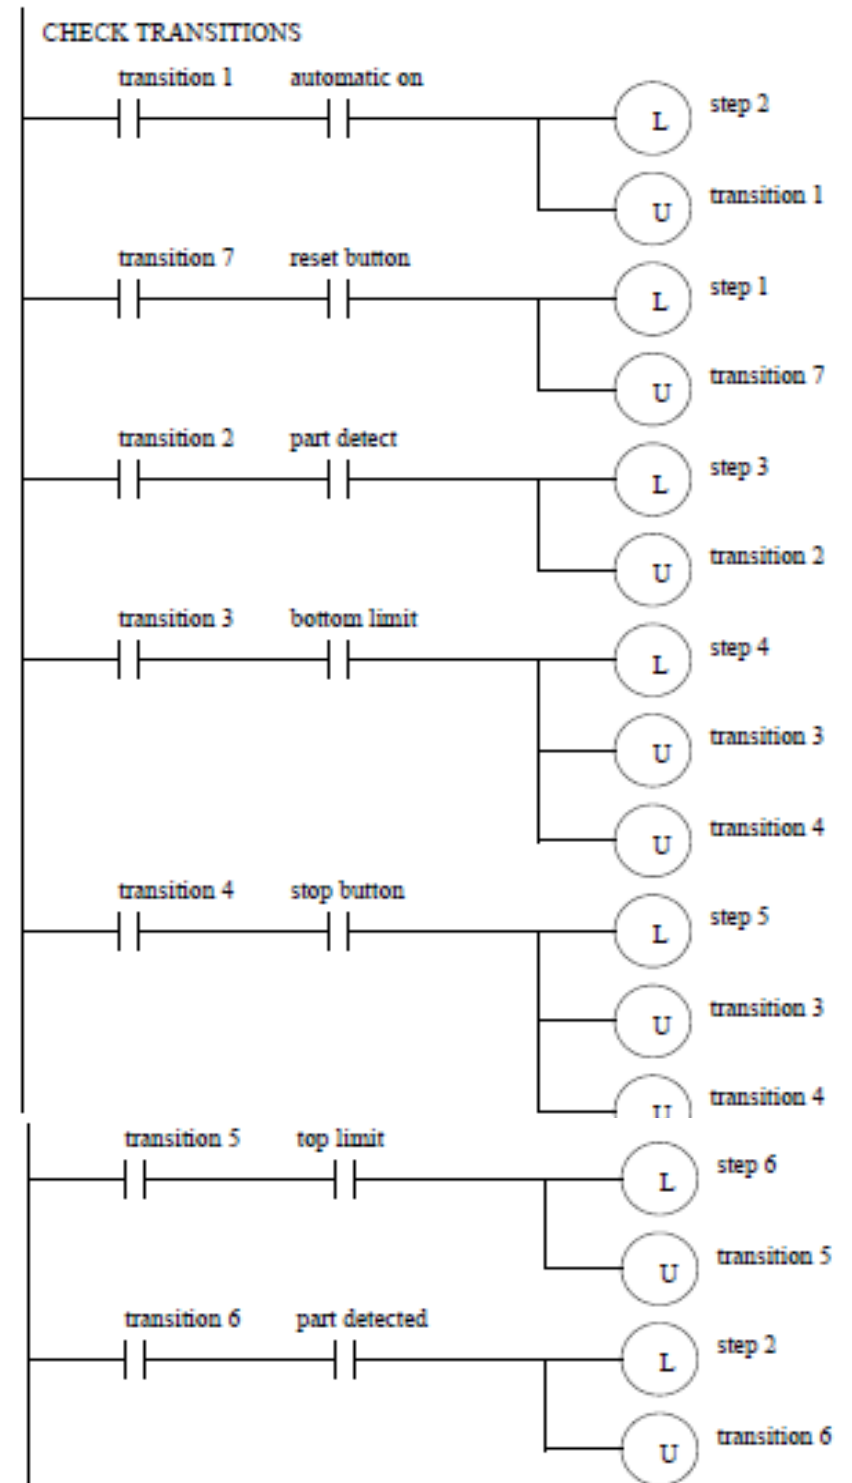 CHECK TRANSITIONS
transition 1 automatic on
L step 2
U transition 1
transition 7 reset button
L step 1
U transition 7
transition 2 part detect
L step 3
U transition 2
transition 3 bottom limit
L step 4
U transition 3
U transition 4
transition 4 stop button
L step 5
U transition 3
U transition 4
transition 5 top limit
L step 6
U transition 5
transition 6 part detected
L step 2
U transition 6